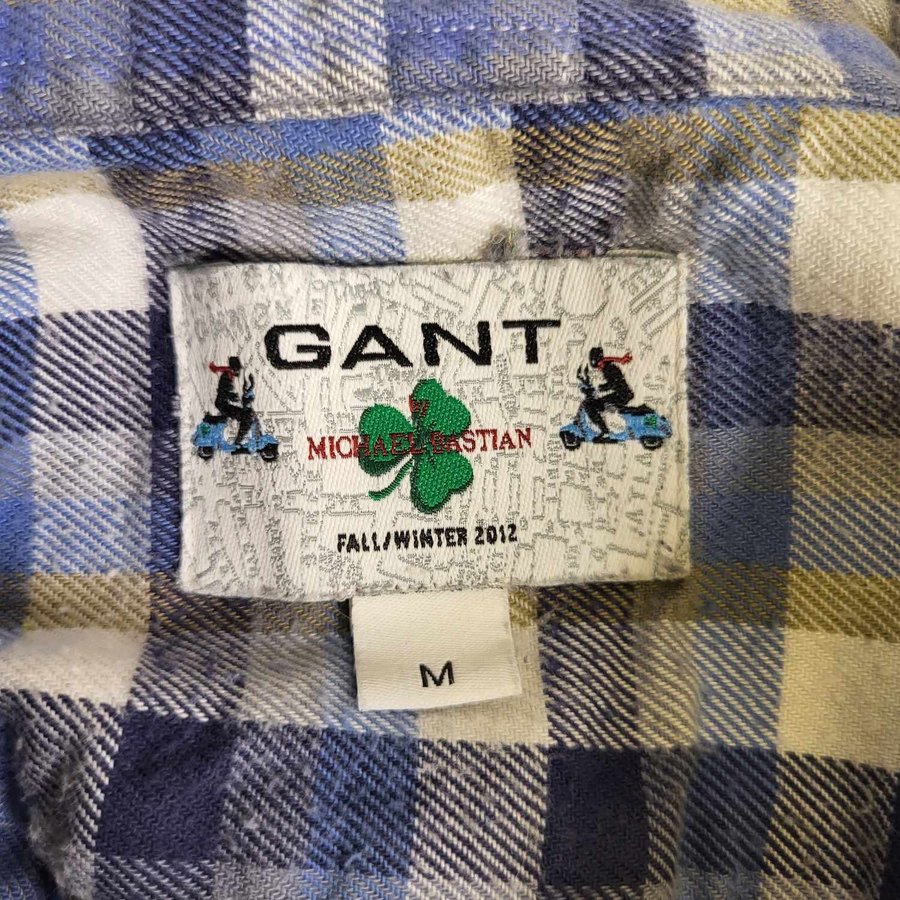 GANT
by
MICHAEL BASTIAN
FALL/WINTER 2012
M